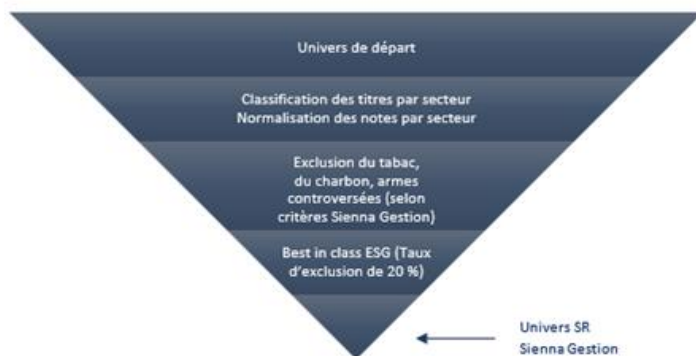 Univers de départ
Classification des titres par secteur
Normalisation des notes par secteur
Exclusion du tabac,
du charbon, armes
controversées (selon
critères Sienna Gestion)
Best in class ESG (Taux
d'exclusion de 20 %)
Univers SR
Sienna Gestion